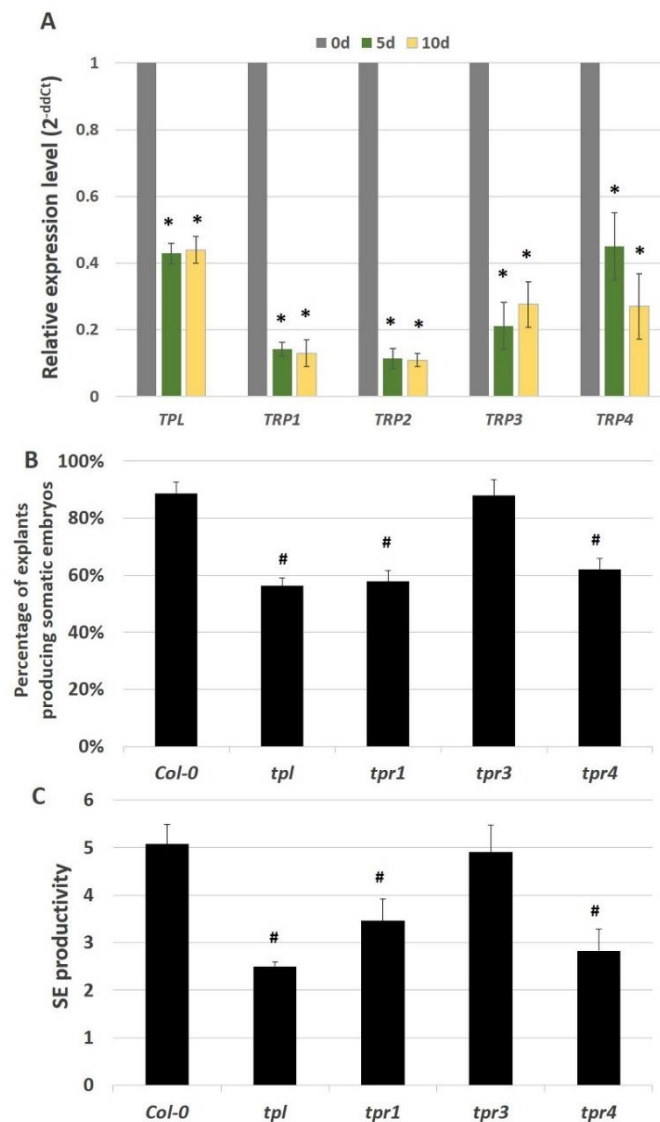 A
0d 5d 10d
Relative expression level (2^-ddCt)
1
0.8
0.6
0.4
0.2
0
* * * * * * * * * *
TPL TRP1 TRP2 TRP3 TRP4
B
Percentage of explants
producing somatic embryos
100%
80%
60%
40%
20%
0%
# # #
Col-0 tpl tpr1 tpr3 tpr4
C
SE productivity
6
5
4
3
2
1
0
# # #
Col-0 tpl tpr1 tpr3 tpr4